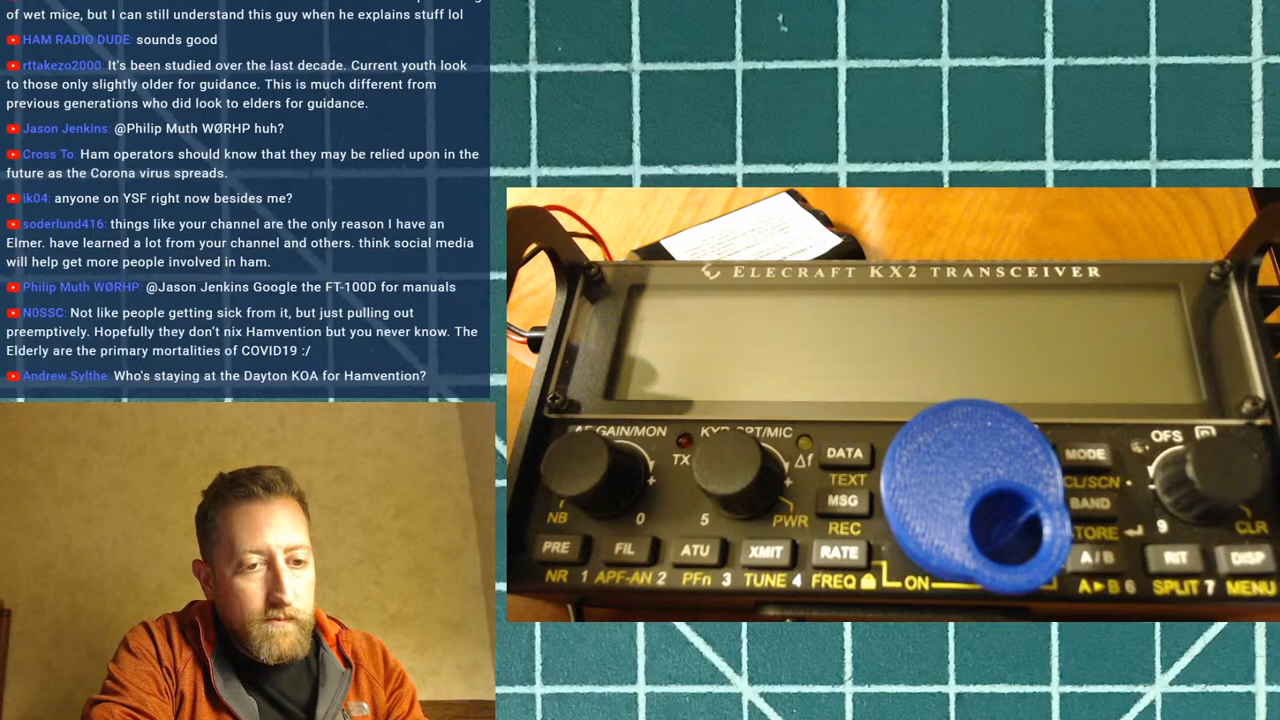 of wet mice, but I can still understand this guy when he explains stuff lol
HAM RADIO DUDE: sounds good
rttakezo2000: It's been studied over the last decade. Current youth look
to those only slightly older for guidance. This is much different from
previous generations who did look to elders for guidance.
Jason Jenkins: @Philip Muth WØRHP huh?
Cross To: Ham operators should know that they may be relied upon in the
future as the Corona virus spreads.
ik04: anyone on YSF right now besides me?
soderlund416: things like your channel are the only reason I have an
Elmer. have learned a lot from your channel and others. think social media
will help get more people involved in ham.
Philip Muth WØRHP: @Jason Jenkins Google the FT-100D for manuals
N0SSC: Not like people getting sick from it, but just pulling out
preemptively. Hopefully they don't nix Hamvention but you never know. The
Elderly are the primary mortalities of COVID19 :/
Andrew Sylthe: Who's staying at the Dayton KOA for Hamvention?
ELECRAFT KX2 TRANSCEIVER
AF GAIN/MON
TX
Δf
OFS
DATA
TEXT
MSG
REC
MODE
CL/SCN
BAND
STORE
NB
0
5
PWR
9
CLR
PRE
FIL
ATU
XMIT
RATE
ON
A/B
RIT
DISP
NR 1 APF-AN 2 PFn 3 TUNE 4 FREQ
A►B 6 SPLIT 7 MENU